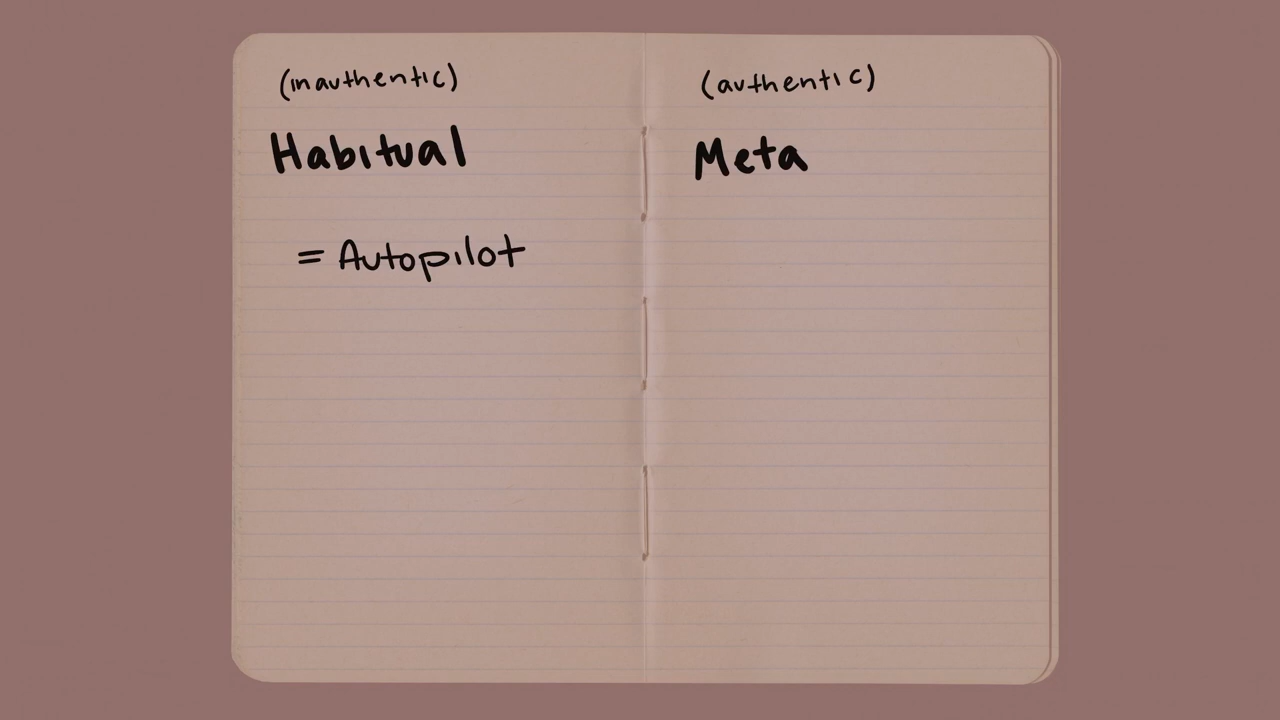 (inauthentic)
Habitual
= Autopilot
(authentic)
Meta